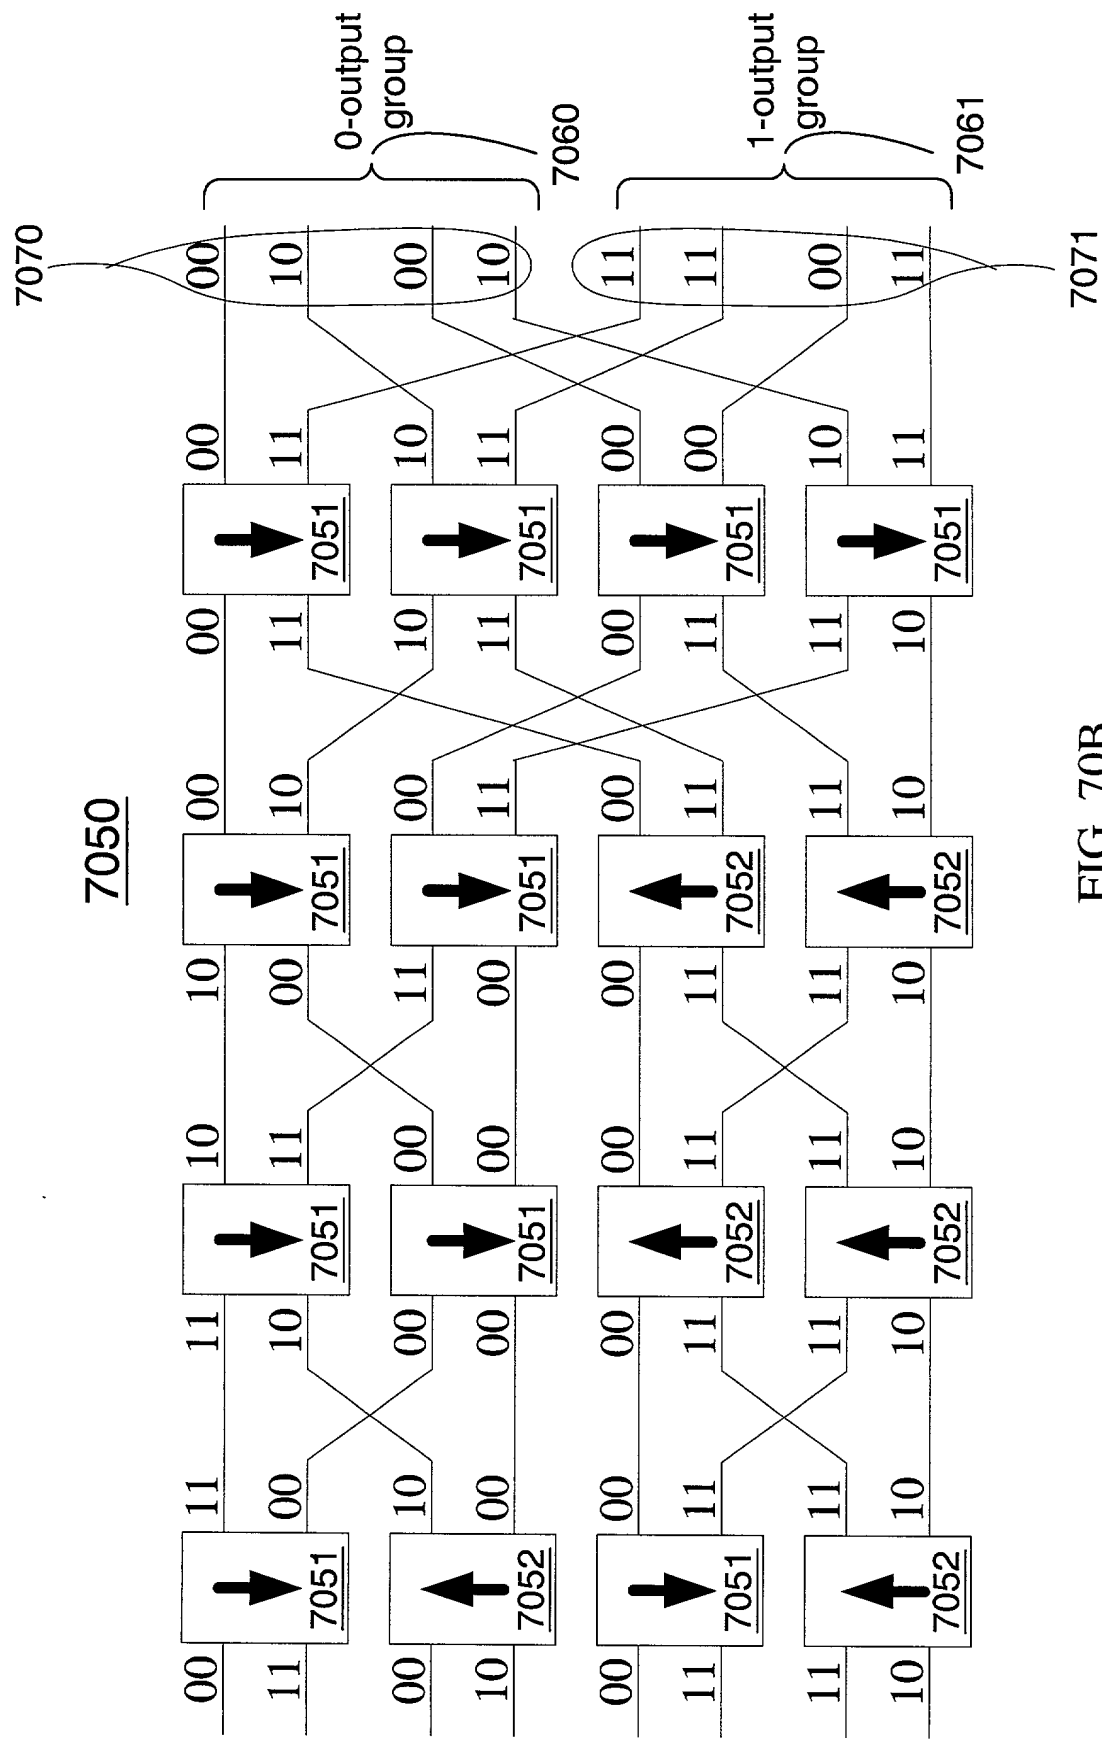 7070
7050
00 11 11 10 10 00 00 00 00
11 00 10 11 00 10 11 11 10
7051 7051 7051 7051
0-output
group
00 10 00 00 11 00 10 10 00
10 00 00 00 00 11 11 11 10
7052 7051 7051 7051
7060
00 00 00 00 00 00 00 00 11
11 11 11 11 11 11 11 00 11
7051 7052 7052 7051
1-output
group
11 11 11 11 11 11 11 10 00
10 10 10 10 10 10 10 11 11
7052 7052 7052 7051
7061
7071
FIG. 70B